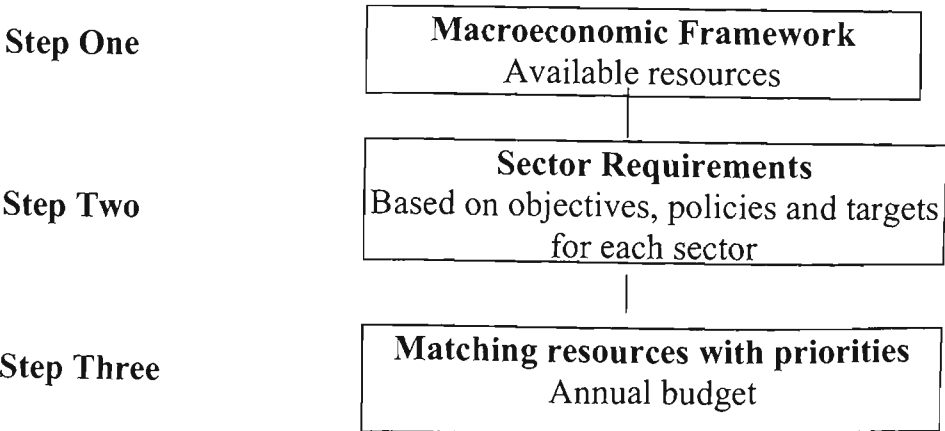 Step One
Macroeconomic Framework
Available resources
Step Two
Sector Requirements
Based on objectives, policies and targets
for each sector
Step Three
Matching resources with priorities
Annual budget